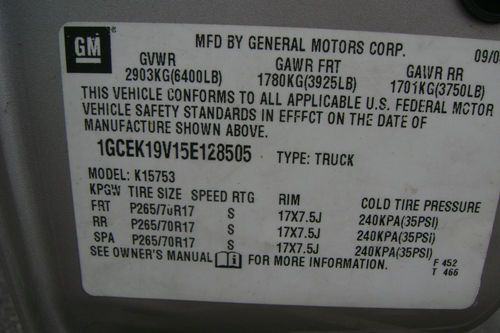 GM
MFD BY GENERAL MOTORS CORP. 09/0
GVWR GAWR FRT GAWR RR
2903KG(6400LB) 1780KG(3925LB) 1701KG(3750LB)
THIS VEHICLE CONFORMS TO ALL APPLICABLE U.S. FEDERAL MOTOR
VEHICLE SAFETY STANDARDS IN EFFECT ON THE DATE OF
MANUFACTURE SHOWN ABOVE.
1GCEK19V15E128505 TYPE: TRUCK
MODEL: K15753
TIRE SIZE SPEED RTG RIM COLD TIRE PRESSURE
FRT P265/70R17 S 17X7.5J 240KPA(35PSI)
RR P265/70R17 S 17X7.5J 240KPA(35PSI)
SPA P265/70R17 S 17X7.5J 240KPA(35PSI)
SEE OWNER'S MANUAL FOR MORE INFORMATION. F 452
T 466